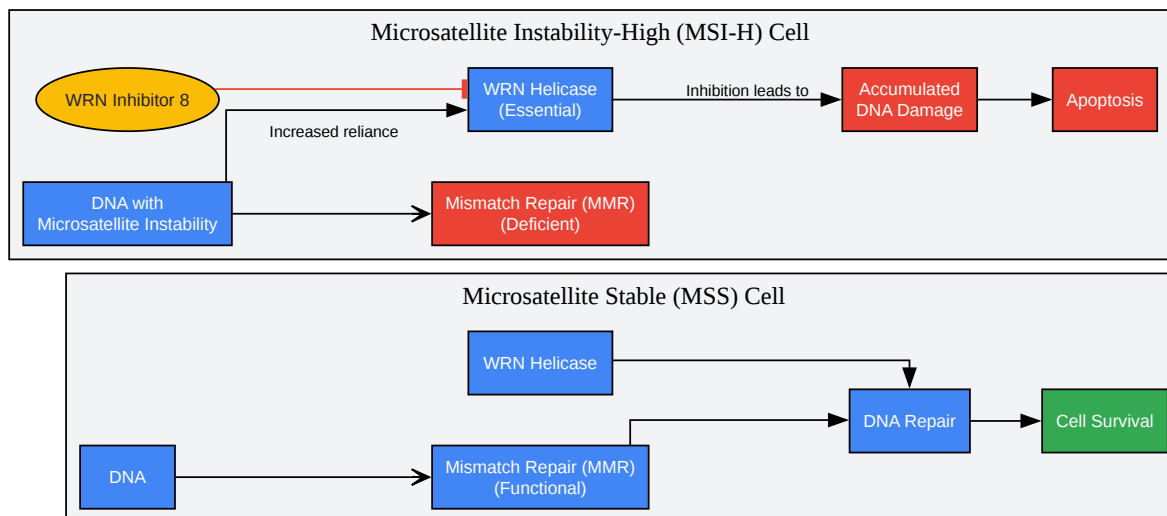 Microsatellite Instability-High (MSI-H) Cell
WRN Inhibitor 8
WRN Helicase
(Essential)
Inhibition leads to
Accumulated
DNA Damage
Apoptosis
Increased reliance
DNA with
Microsatellite Instability
Mismatch Repair (MMR)
(Deficient)
Microsatellite Stable (MSS) Cell
WRN Helicase
DNA Repair
Cell Survival
DNA
Mismatch Repair (MMR)
(Functional)